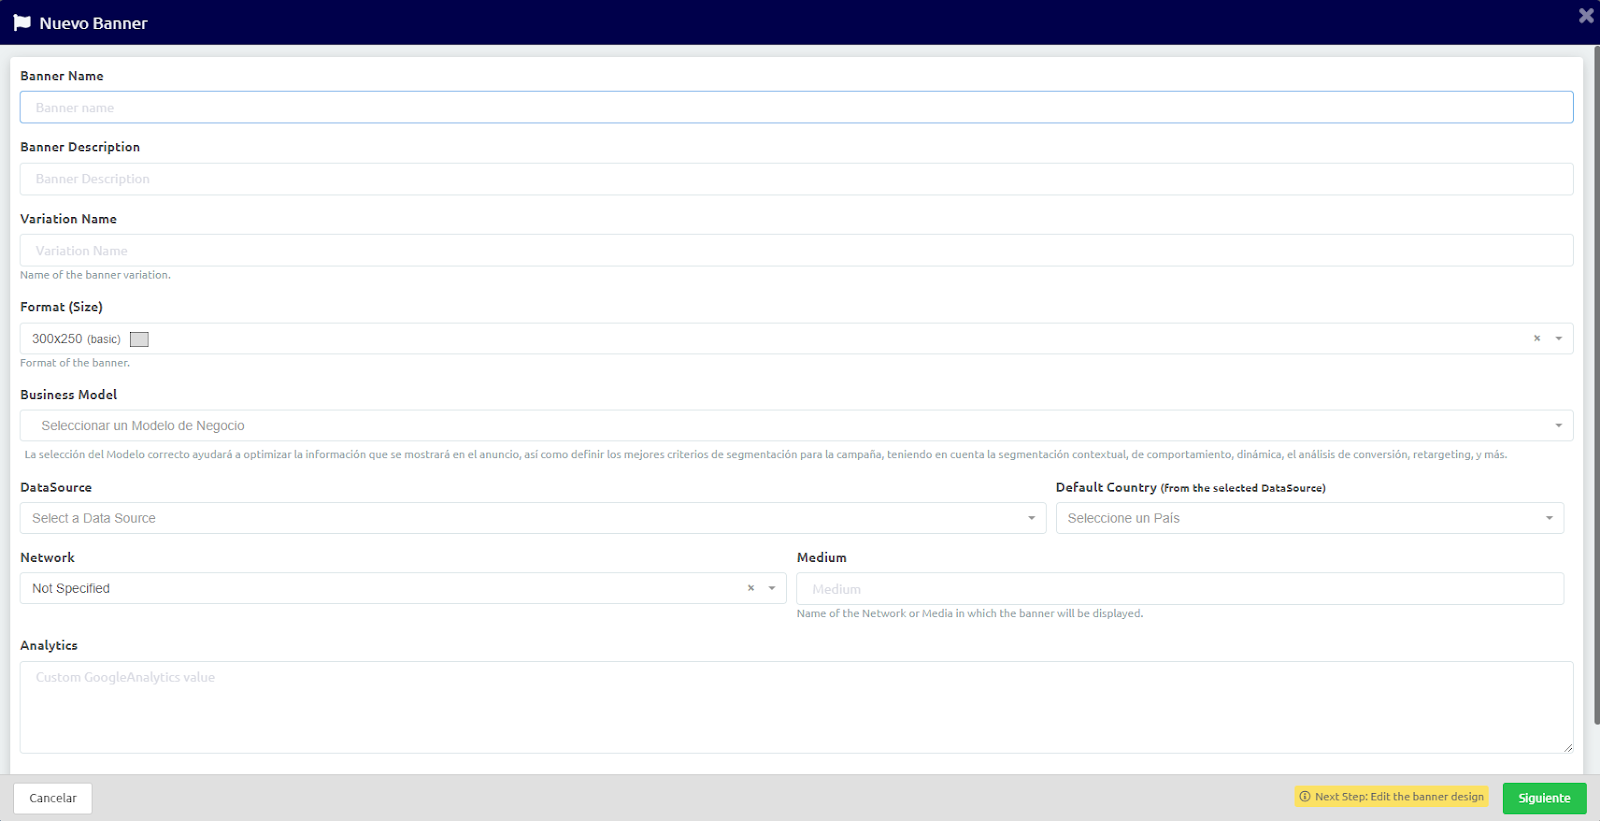 Nuevo Banner
Banner Name
Banner name
Banner Description
Banner Description
Variation Name
Variation Name
Name of the banner variation.
Format (Size)
300x250 (basic)
Format of the banner.
Business Model
Seleccionar un Modelo de Negocio
La selección del Modelo correcto ayudará a optimizar la información que se mostrará en el anuncio, así como definir los mejores criterios de segmentación para la campaña, teniendo en cuenta la segmentación contextual, de comportamiento, dinámica, el análisis de conversión, retargeting, y más.
DataSource
Default Country (from the selected DataSource)
Select a Data Source
Seleccione un País
Network
Medium
Not Specified
Medium
Name of the Network or Media in which the banner will be displayed.
Analytics
Custom GoogleAnalytics value
Cancelar
Next Step: Edit the banner design
Siguiente